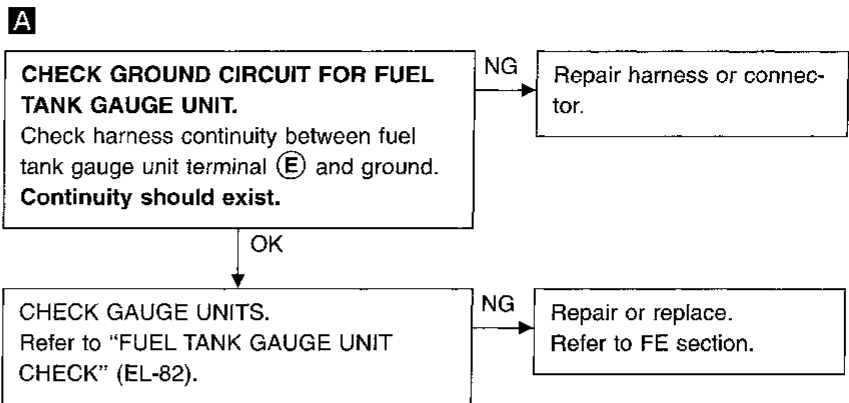 A
CHECK GROUND CIRCUIT FOR FUEL
TANK GAUGE UNIT.
Check harness continuity between fuel
tank gauge unit terminal Ⓔ and ground.
Continuity should exist.
NG
Repair harness or connec-
tor.
OK
CHECK GAUGE UNITS.
Refer to "FUEL TANK GAUGE UNIT
CHECK" (EL-82).
NG
Repair or replace.
Refer to FE section.